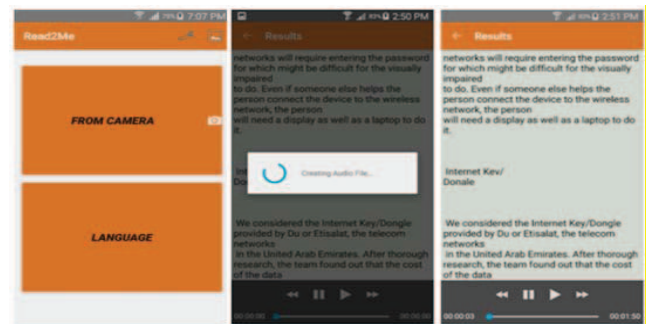 7:07 PM
Read2Me
FROM CAMERA
LANGUAGE
2:50 PM
Results
networks will require entering the password
for which might be difficult for the visually
impaired
to do. Even if someone else helps the
person connect the device to the wireless
network, the person
will need a display as well as a laptop to do
it.
Creating Audio File...
We considered the Internet Key/Dongle
provided by Du or Etisalat, the telecom
networks
in the United Arab Emirates. After thorough
research, the team found out that the cost
of the data
00:00:00
00:00:00
2:51 PM
Results
networks will require entering the password
for which might be difficult for the visually
impaired
to do. Even if someone else helps the
person connect the device to the wireless
network, the person
will need a display as well as a laptop to do
it.
Internet Key/
Donale
We considered the Internet Key/Dongle
provided by Du or Etisalat, the telecom
networks
in the United Arab Emirates. After thorough
research, the team found out that the cost
of the data
00:00:03
00:01:50